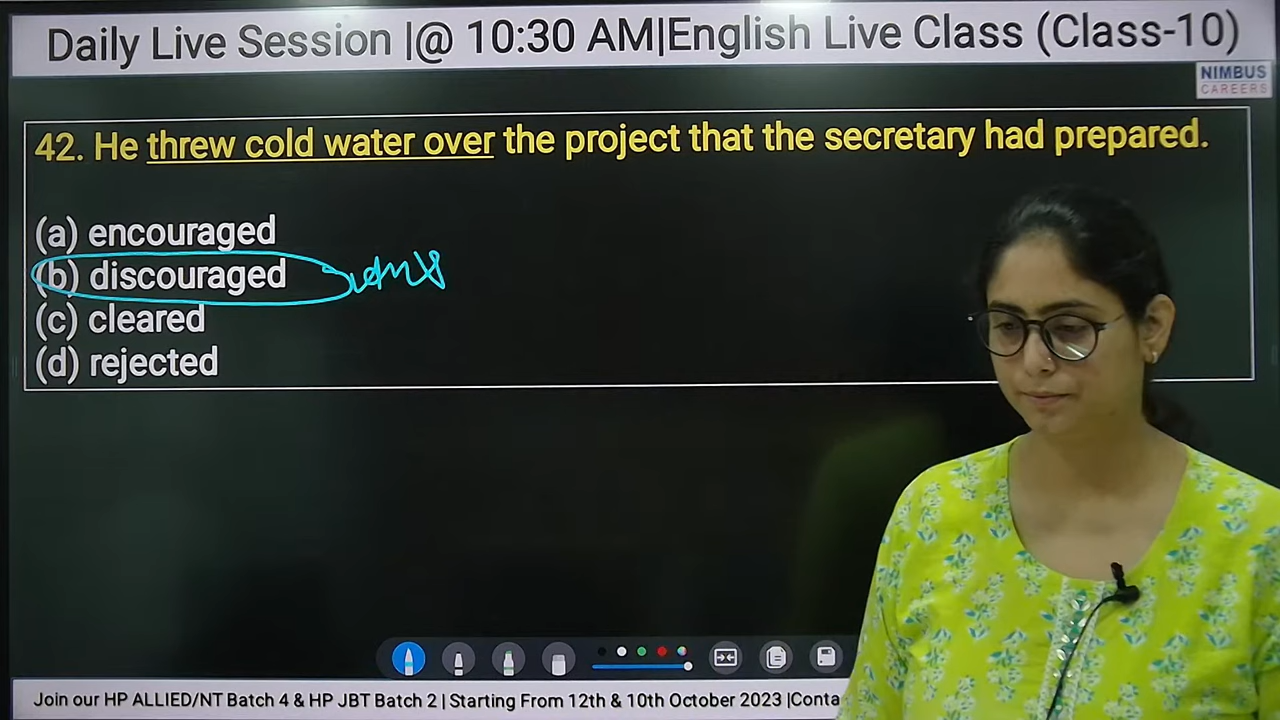 Daily Live Session |@ 10:30 AM|English Live Class (Class-10)
NIMBUS
CAREERS
42. He threw cold water over the project that the secretary had prepared.
(a) encouraged
(b) discouraged
(c) cleared
(d) rejected
Join our HP ALLIED/NT Batch 4 & HP JBT Batch 2 | Starting From 12th & 10th October 2023 |Conta